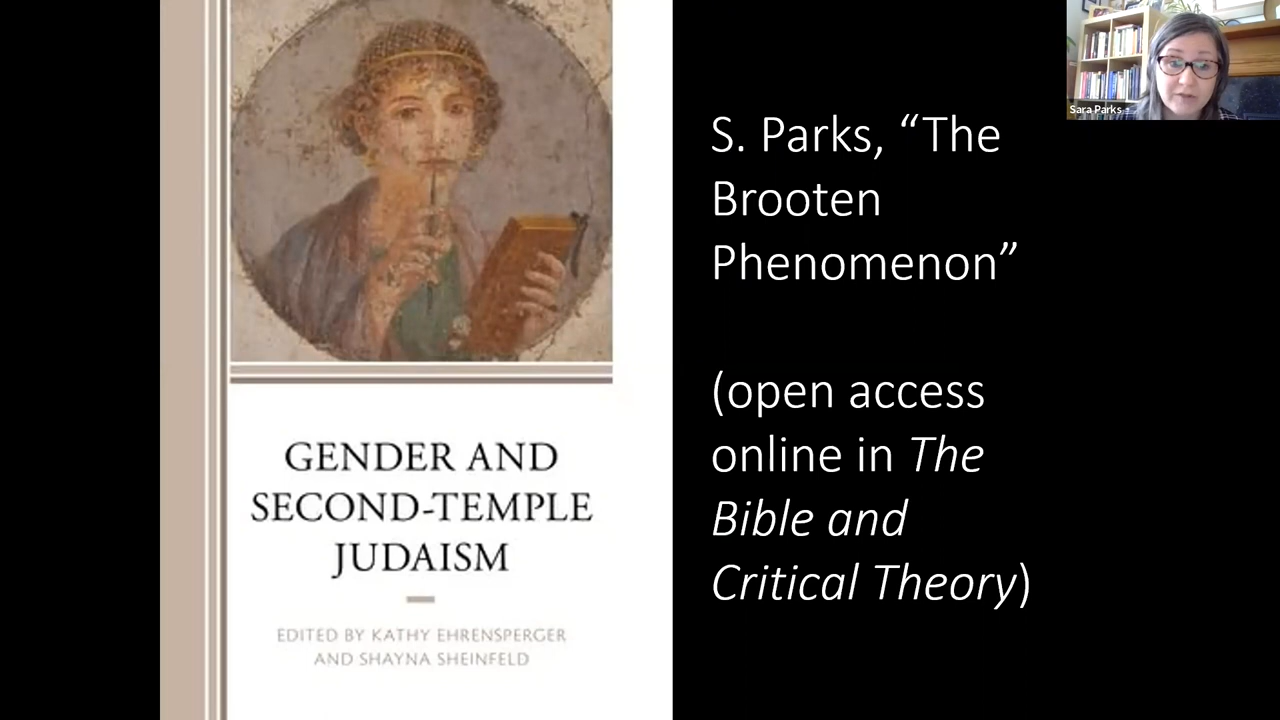 GENDER AND
SECOND-TEMPLE
JUDAISM
EDITED BY KATHY EHRENSPERGER
AND SHAYNA SHEINFELD
S. Parks, “The
Brooten
Phenomenon”
(open access
online in The
Bible and
Critical Theory)
Sara Parks